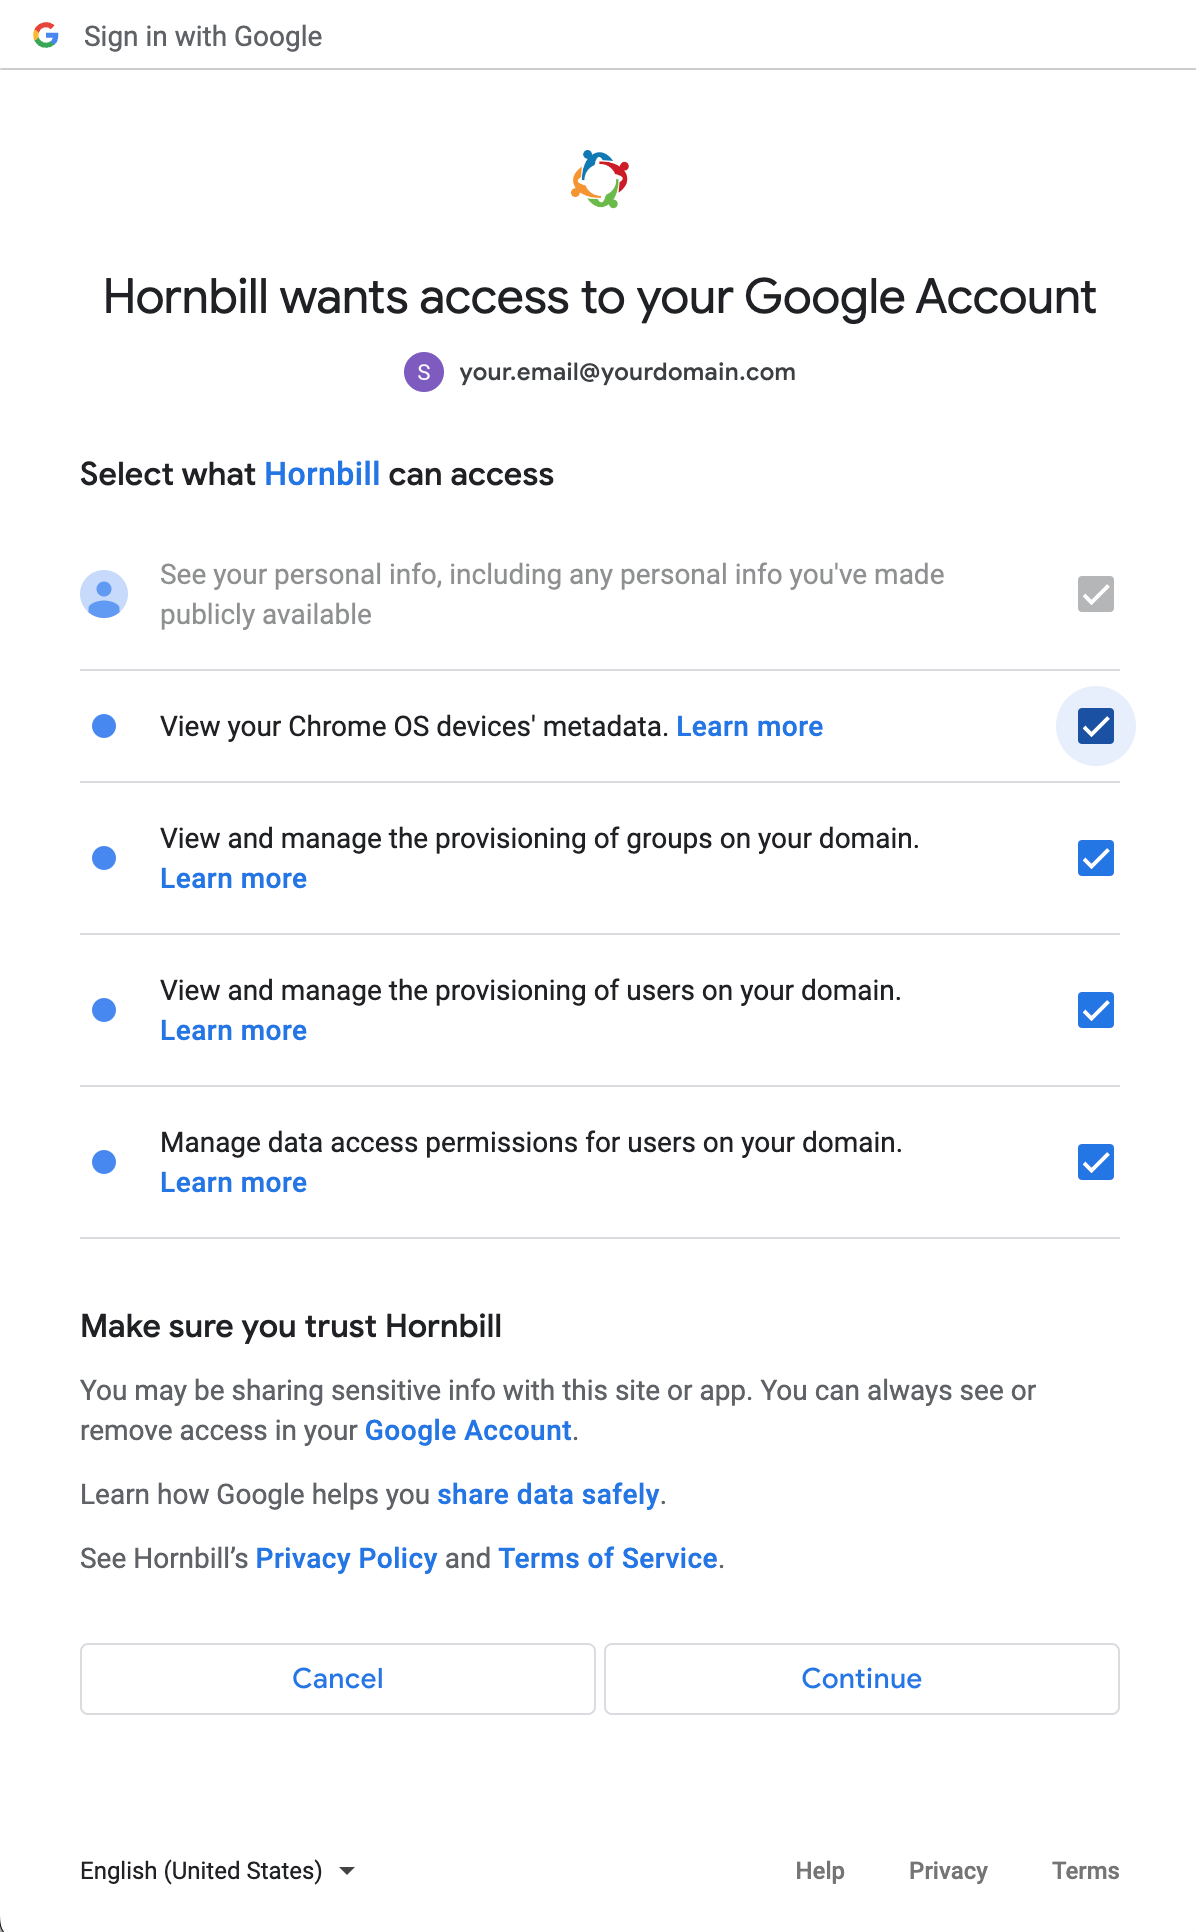 Sign in with Google
Hornbill wants access to your Google Account
S your.email@yourdomain.com
Select what Hornbill can access
See your personal info, including any personal info you've made
publicly available
View your Chrome OS devices' metadata. Learn more
View and manage the provisioning of groups on your domain.
Learn more
View and manage the provisioning of users on your domain.
Learn more
Manage data access permissions for users on your domain.
Learn more
Make sure you trust Hornbill
You may be sharing sensitive info with this site or app. You can always see or
remove access in your Google Account.
Learn how Google helps you share data safely.
See Hornbill’s Privacy Policy and Terms of Service.
Cancel Continue
English (United States) Help Privacy Terms